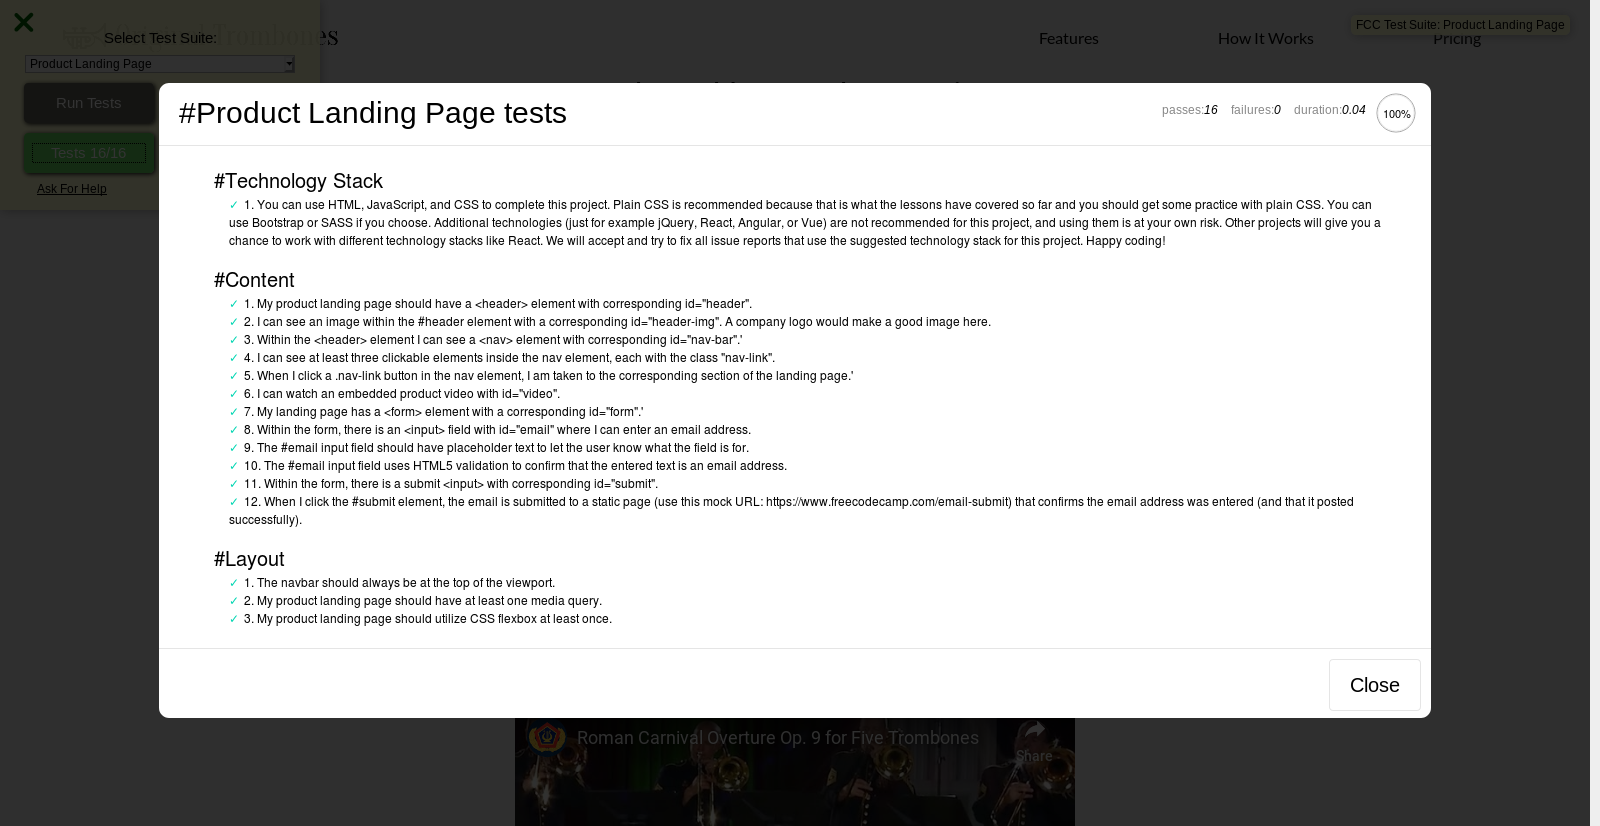 Select Test Suite:
Product Landing Page
Run Tests
Tests 16/16
Ask For Help
Features
How It Works
Pricing
FCC Test Suite: Product Landing Page
#Product Landing Page tests
passes:16 failures:0 duration:0.04 100%
#Technology Stack
✓ 1. You can use HTML, JavaScript, and CSS to complete this project. Plain CSS is recommended because that is what the lessons have covered so far and you should get some practice with plain CSS. You can
use Bootstrap or SASS if you choose. Additional technologies (just for example jQuery, React, Angular, or Vue) are not recommended for this project, and using them is at your own risk. Other projects will give you a
chance to work with different technology stacks like React. We will accept and try to fix all issue reports that use the suggested technology stack for this project. Happy coding!
#Content
✓ 1. My product landing page should have a <header> element with corresponding id="header".
✓ 2. I can see an image within the #header element with a corresponding id="header-img". A company logo would make a good image here.
✓ 3. Within the <header> element I can see a <nav> element with corresponding id="nav-bar".'
✓ 4. I can see at least three clickable elements inside the nav element, each with the class "nav-link".
✓ 5. When I click a .nav-link button in the nav element, I am taken to the corresponding section of the landing page.'
✓ 6. I can watch an embedded product video with id="video".
✓ 7. My landing page has a <form> element with a corresponding id="form".'
✓ 8. Within the form, there is an <input> field with id="email" where I can enter an email address.
✓ 9. The #email input field should have placeholder text to let the user know what the field is for.
✓ 10. The #email input field uses HTML5 validation to confirm that the entered text is an email address.
✓ 11. Within the form, there is a submit <input> with corresponding id="submit".
✓ 12. When I click the #submit element, the email is submitted to a static page (use this mock URL: https://www.freecodecamp.com/email-submit) that confirms the email address was entered (and that it posted
successfully).
#Layout
✓ 1. The navbar should always be at the top of the viewport.
✓ 2. My product landing page should have at least one media query.
✓ 3. My product landing page should utilize CSS flexbox at least once.
Close
Roman Carnival Overture Op. 9 for Five Trombones
Share